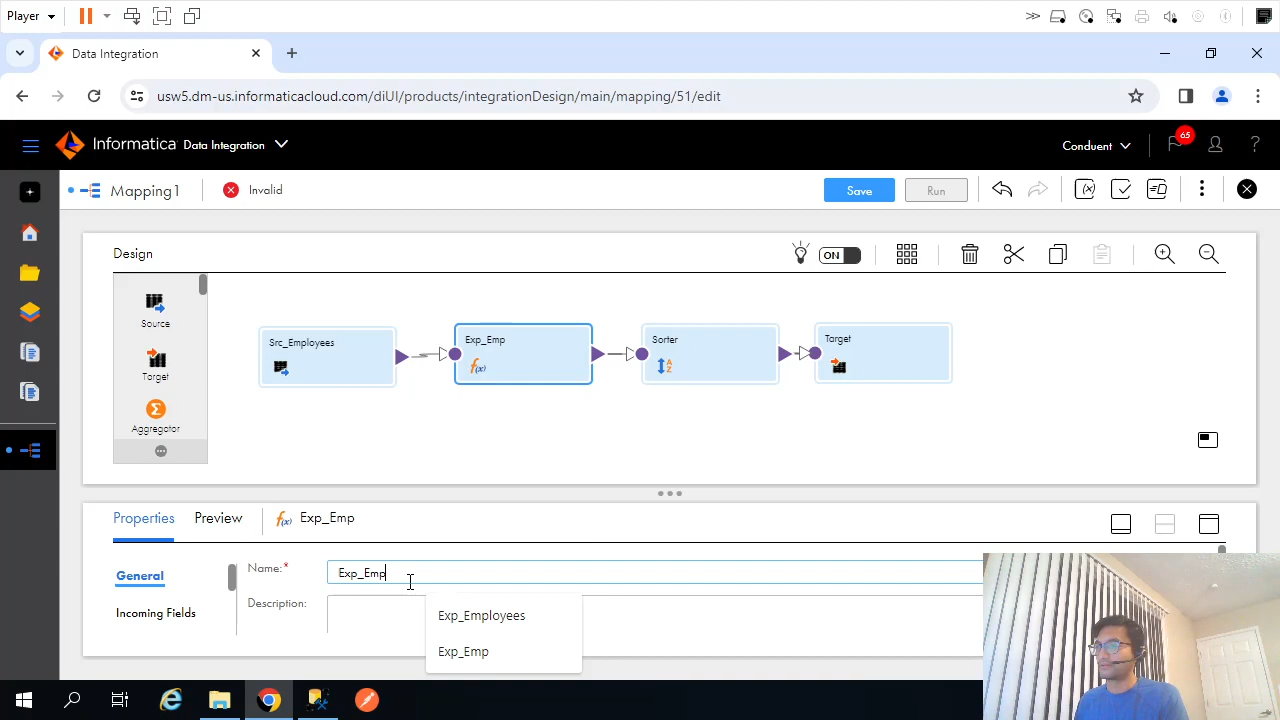 Player
Data Integration
usw5.dm-us.informaticacloud.com/diUI/products/integrationDesign/main/mapping/51/edit
Informatica Data Integration
Conduent
65
?
Mapping1
Invalid
Save
Run
Design
ON
Source
Target
Aggregator
Src_Employees
Exp_Emp
f(x)
Sorter
AZ
Target
Properties
Preview
f(x) Exp_Emp
General
Incoming Fields
Name:*
Exp_Emp
Description:
Exp_Employees
Exp_Emp